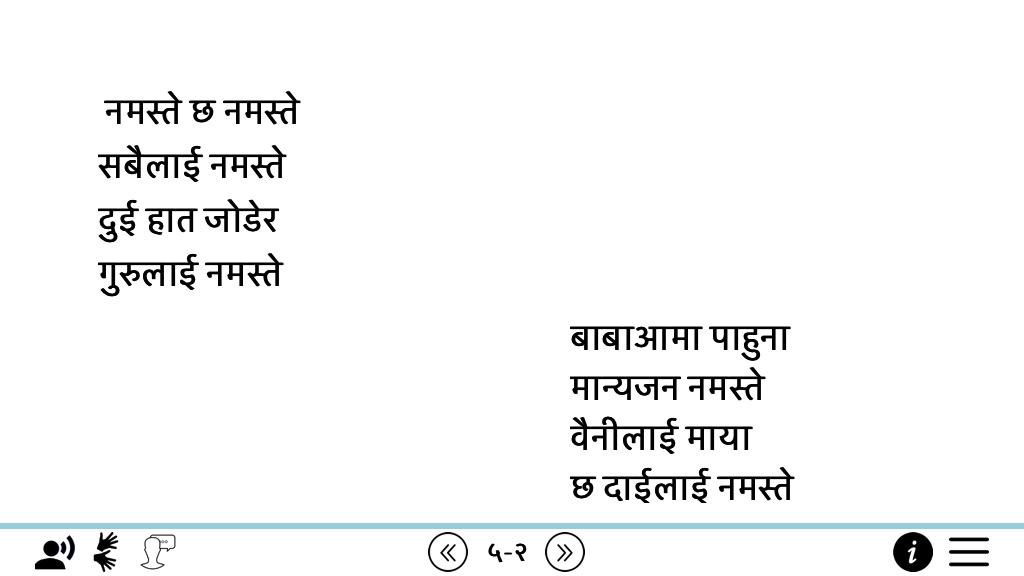 नमस्ते छ नमस्ते
सबैलाई नमस्ते
दुई हात जोडेर
गुरुलाई नमस्ते
बाबाआमा पाहुना
मान्यजन नमस्ते
वैनीलाई माया
छ दाईलाई नमस्ते
५-२